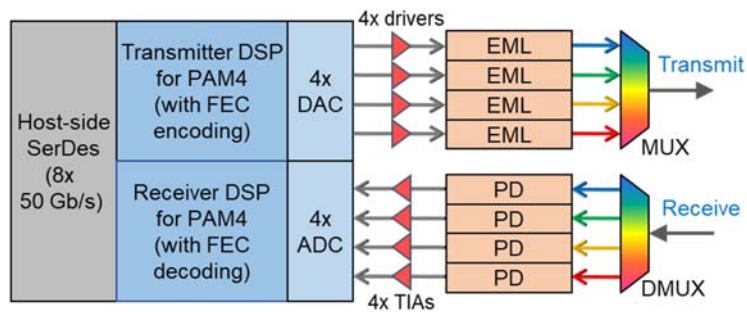 4x drivers
Transmitter DSP
for PAM4
(with FEC
encoding)
4x
DAC
EML
EML
EML
EML
Transmit
MUX
Host-side
SerDes
(8x
50 Gb/s)
Receiver DSP
for PAM4
(with FEC
decoding)
4x
ADC
PD
PD
PD
PD
Receive
DMUX
4x TIAs